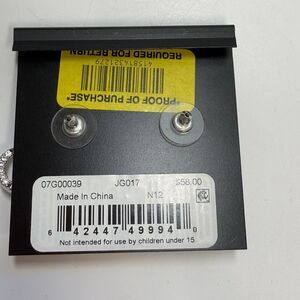 REQUIRED FOR RETURN
415814321279
*PROOF OF PURCHASE*
07G00039 JG017 $58.00
Made In China N12
6 42447 49994 0
Not intended for use by children under 15